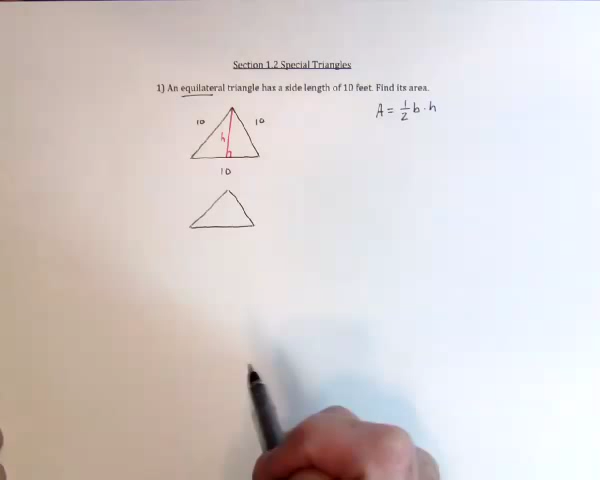 Section 1.2 Special Triangles
1) An equilateral triangle has a side length of 10 feet. Find its area.
A = 1/2 b · h
10 10
h
10